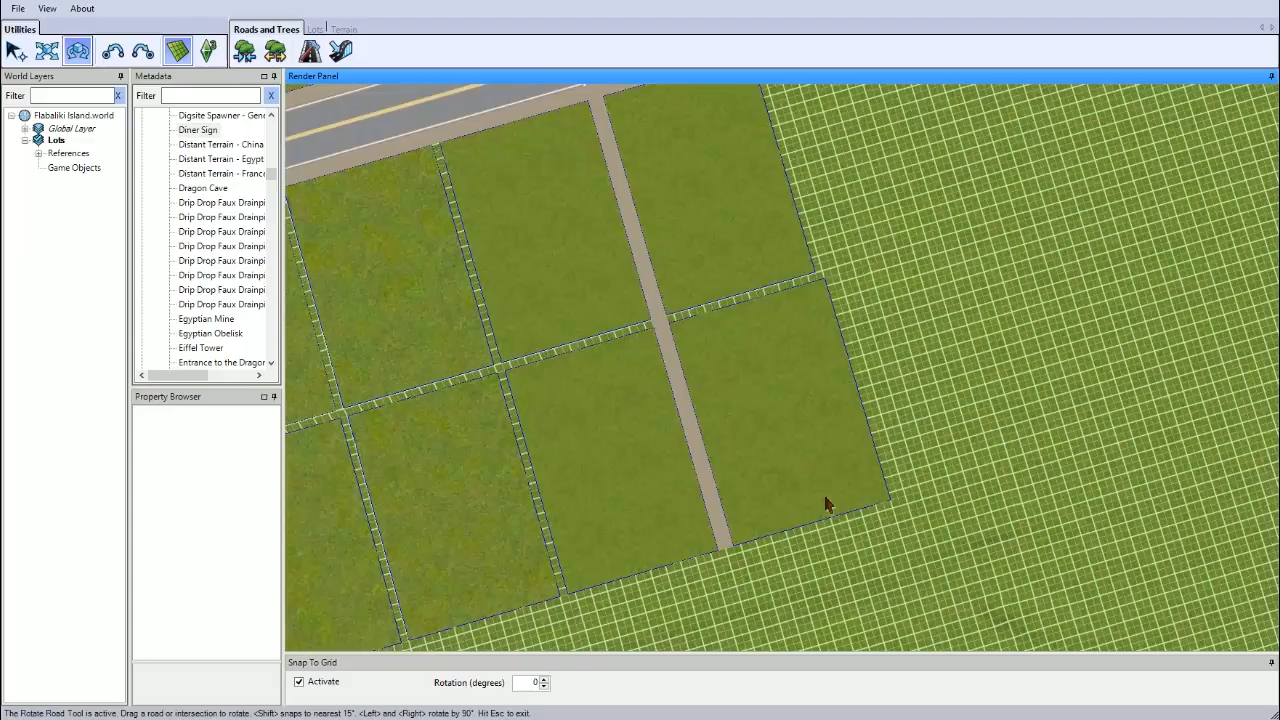 File View About
Utilities
Roads and Trees Lots Terrain
World Layers
Filter X
Flabaliki Island.world
Global Layer
Lots
References
Game Objects
Metadata
Filter X
Digsite Spawner - Gene
Diner Sign
Distant Terrain - China
Distant Terrain - Egypt
Distant Terrain - France
Dragon Cave
Drip Drop Faux Drainpi
Drip Drop Faux Drainpi
Drip Drop Faux Drainpi
Drip Drop Faux Drainpi
Drip Drop Faux Drainpi
Drip Drop Faux Drainpi
Drip Drop Faux Drainpi
Drip Drop Faux Drainpi
Egyptian Mine
Egyptian Obelisk
Eiffel Tower
Entrance to the Dragor
Property Browser
Render Panel
Snap To Grid
Activate Rotation (degrees) 0
The Rotate Road Tool is active. Drag a road or intersection to rotate. <Shift> snaps to nearest 15°. <Left> and <Right> rotate by 90°. Hit Esc to exit.